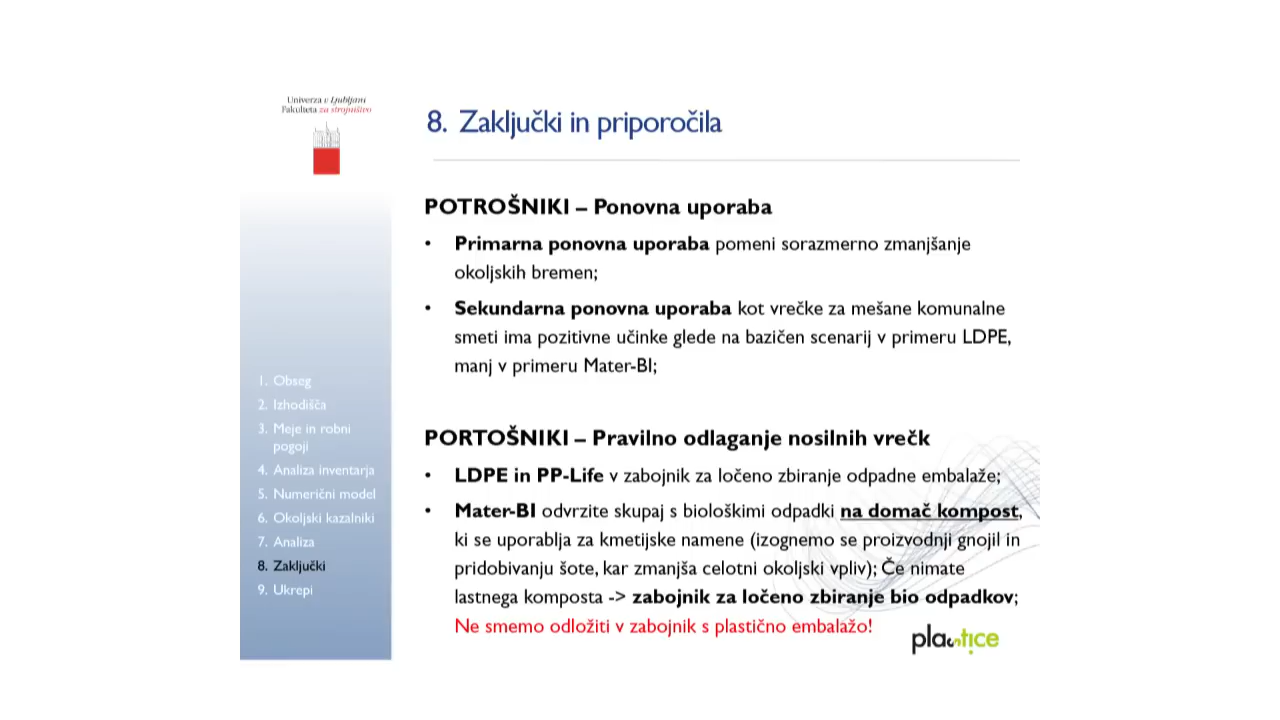 Univerza v Ljubljani
Fakulteta za strojništvo
8. Zaključki in priporočila
POTROŠNIKI – Ponovna uporaba
• Primarna ponovna uporaba pomeni sorazmerno zmanjšanje
okoljskih bremen;
• Sekundarna ponovna uporaba kot vrečke za mešane komunalne
smeti ima pozitivne učinke glede na bazičen scenarij v primeru LDPE,
manj v primeru Mater-BI;
PORTOŠNIKI – Pravilno odlaganje nosilnih vrečk
• LDPE in PP-Life v zabojnik za ločeno zbiranje odpadne embalaže;
• Mater-BI odvrzite skupaj s biološkimi odpadki na domač kompost,
ki se uporablja za kmetijske namene (izognemo se proizvodnji gnojil in
pridobivanju šote, kar zmanjša celotni okoljski vpliv); Če nimate
lastnega komposta -> zabojnik za ločeno zbiranje bio odpadkov;
Ne smemo odložiti v zabojnik s plastično embalažo!
1. Obseg
2. Izhodišča
3. Meje in robni
pogoji
4. Analiza inventarja
5. Numerični model
6. Okoljski kazalniki
7. Analiza
8. Zaključki
9. Ukrepi
plastice